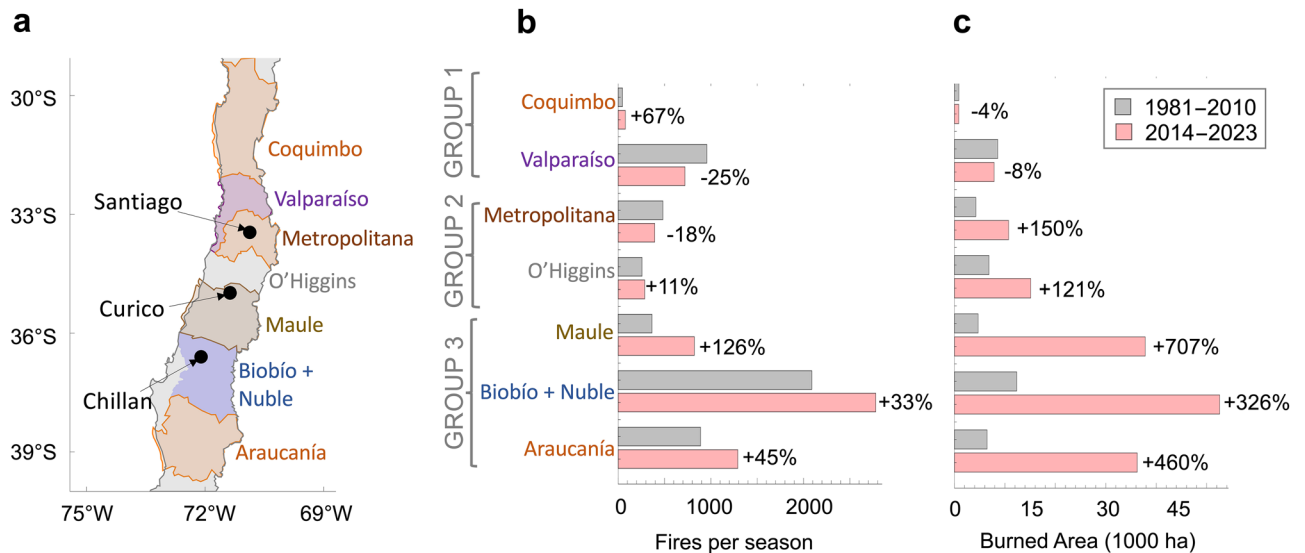 a
30°S
33°S
36°S
39°S
75°W
72°W
69°W
Santiago
Curico
Chillan
Coquimbo
Valparaíso
Metropolitana
O'Higgins
Maule
Biobío +
Nuble
Araucanía
b
GROUP 1
GROUP 2
GROUP 3
Coquimbo
+67%
Valparaíso
-25%
Metropolitana
-18%
O'Higgins
+11%
Maule
+126%
Biobío + Nuble
+33%
Araucanía
+45%
0
1000
2000
Fires per season
c
1981–2010
2014–2023
-4%
-8%
+150%
+121%
+707%
+326%
+460%
0
15
30
45
Burned Area (1000 ha)